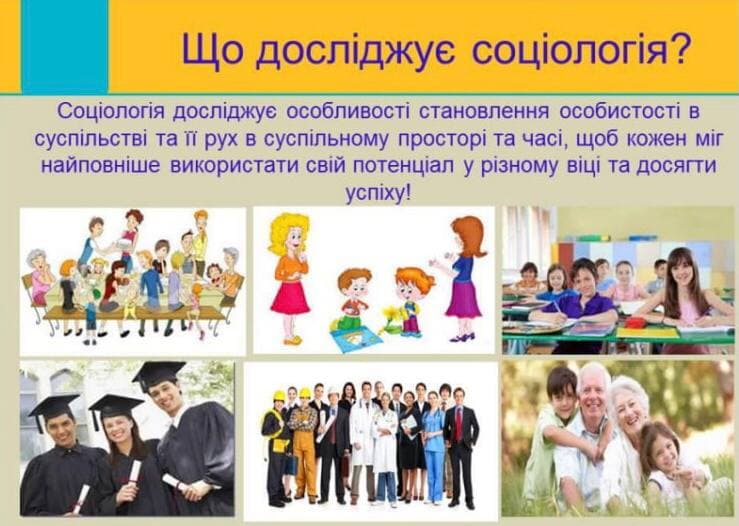 Що досліджує соціологія?
Соціологія досліджує особливості становлення особистості в
суспільстві та її рух в суспільному просторі та часі, щоб кожен міг
найповніше використати свій потенціал у різному віці та досягти
успіху!